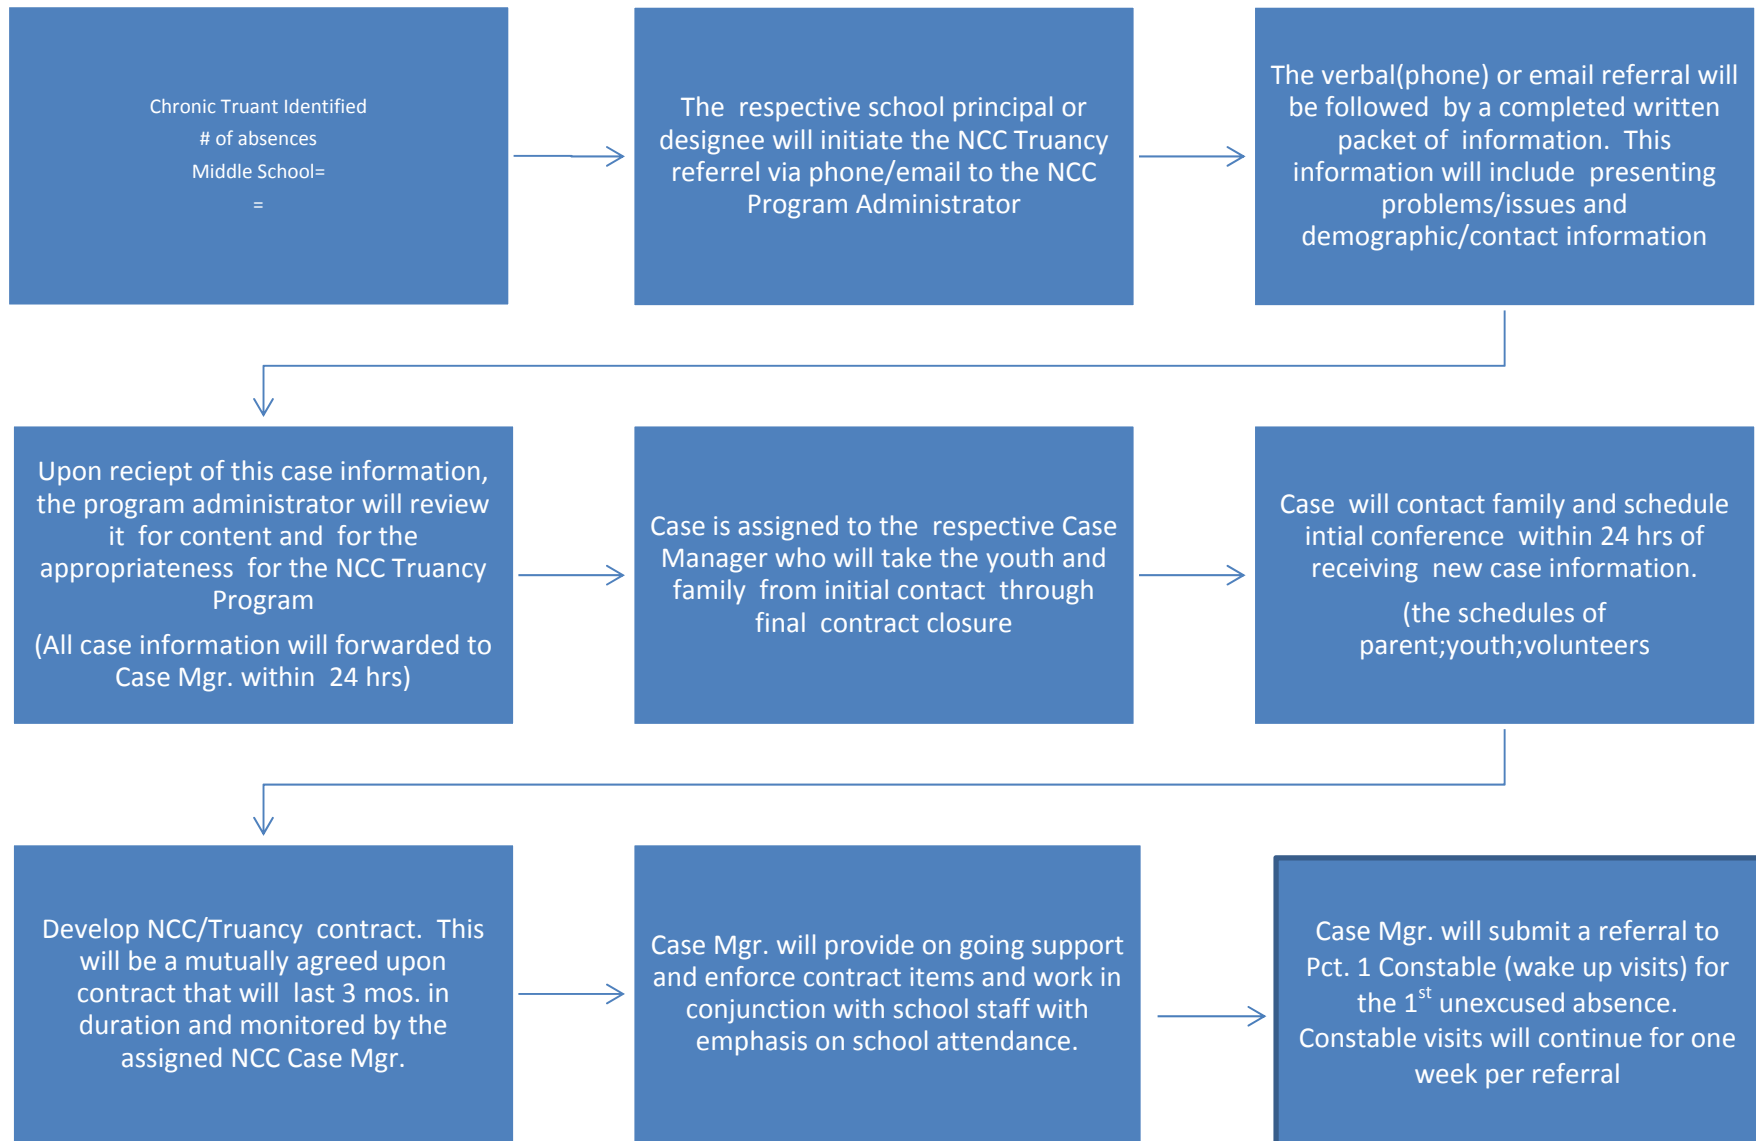 Chronic Truant Identified
# of absences
Middle School=
=
The respective school principal or
designee will initiate the NCC Truancy
referrel via phone/email to the NCC
Program Administrator
The verbal(phone) or email referral will
be followed by a completed written
packet of information. This
information will include presenting
problems/issues and
demographic/contact information
Upon reciept of this case information,
the program administrator will review
it for content and for the
appropriateness for the NCC Truancy
Program
(All case information will forwarded to
Case Mgr. within 24 hrs)
Case is assigned to the respective Case
Manager who will take the youth and
family from initial contact through
final contract closure
Case will contact family and schedule
intial conference within 24 hrs of
receiving new case information.
(the schedules of
parent;youth;volunteers
Develop NCC/Truancy contract. This
will be a mutually agreed upon
contract that will last 3 mos. in
duration and monitored by the
assigned NCC Case Mgr.
Case Mgr. will provide on going support
and enforce contract items and work in
conjunction with school staff with
emphasis on school attendance.
Case Mgr. will submit a referral to
Pct. 1 Constable (wake up visits) for
the 1st unexcused absence.
Constable visits will continue for one
week per referral